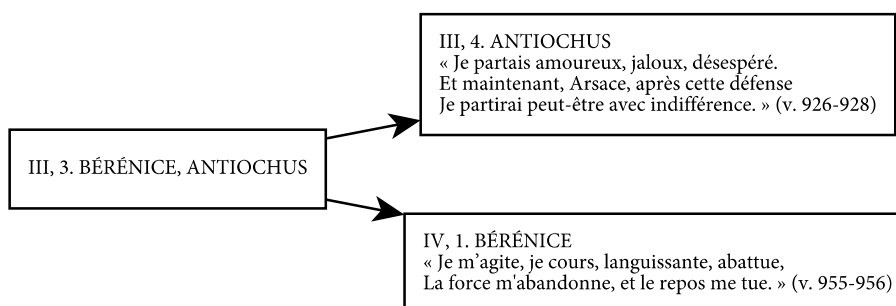 III, 3. BÉRÉNICE, ANTIOCHUS
III, 4. ANTIOCHUS
« Je partais amoureux, jaloux, désespéré.
Et maintenant, Arsace, après cette défense
Je partirai peut-être avec indifférence. » (v. 926-928)
IV, 1. BÉRÉNICE
« Je m’agite, je cours, languissante, abattue,
La force m'abandonne, et le repos me tue. » (v. 955-956)